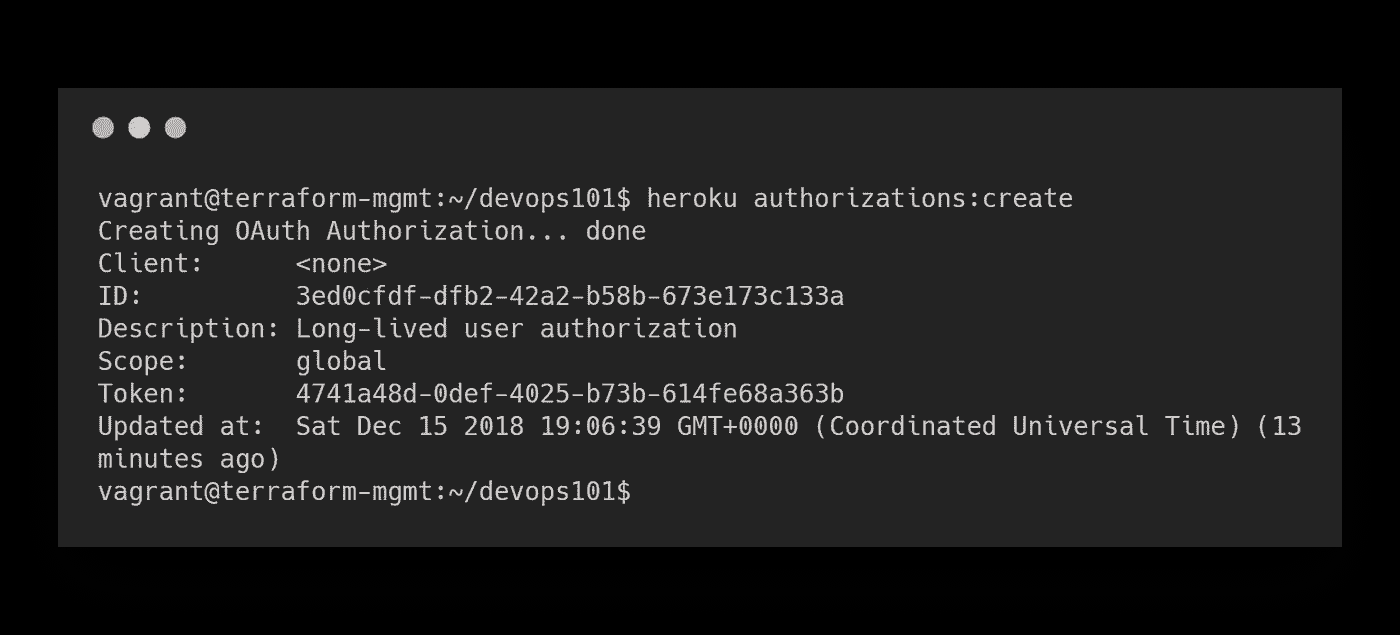 vagrant@terraform-mgmt:~/devops101$ heroku authorizations:create
Creating OAuth Authorization... done
Client:      <none>
ID:          3ed0cfdf-dfb2-42a2-b58b-673e173c133a
Description: Long-lived user authorization
Scope:       global
Token:       4741a48d-0def-4025-b73b-614fe68a363b
Updated at:  Sat Dec 15 2018 19:06:39 GMT+0000 (Coordinated Universal Time) (13
minutes ago)
vagrant@terraform-mgmt:~/devops101$